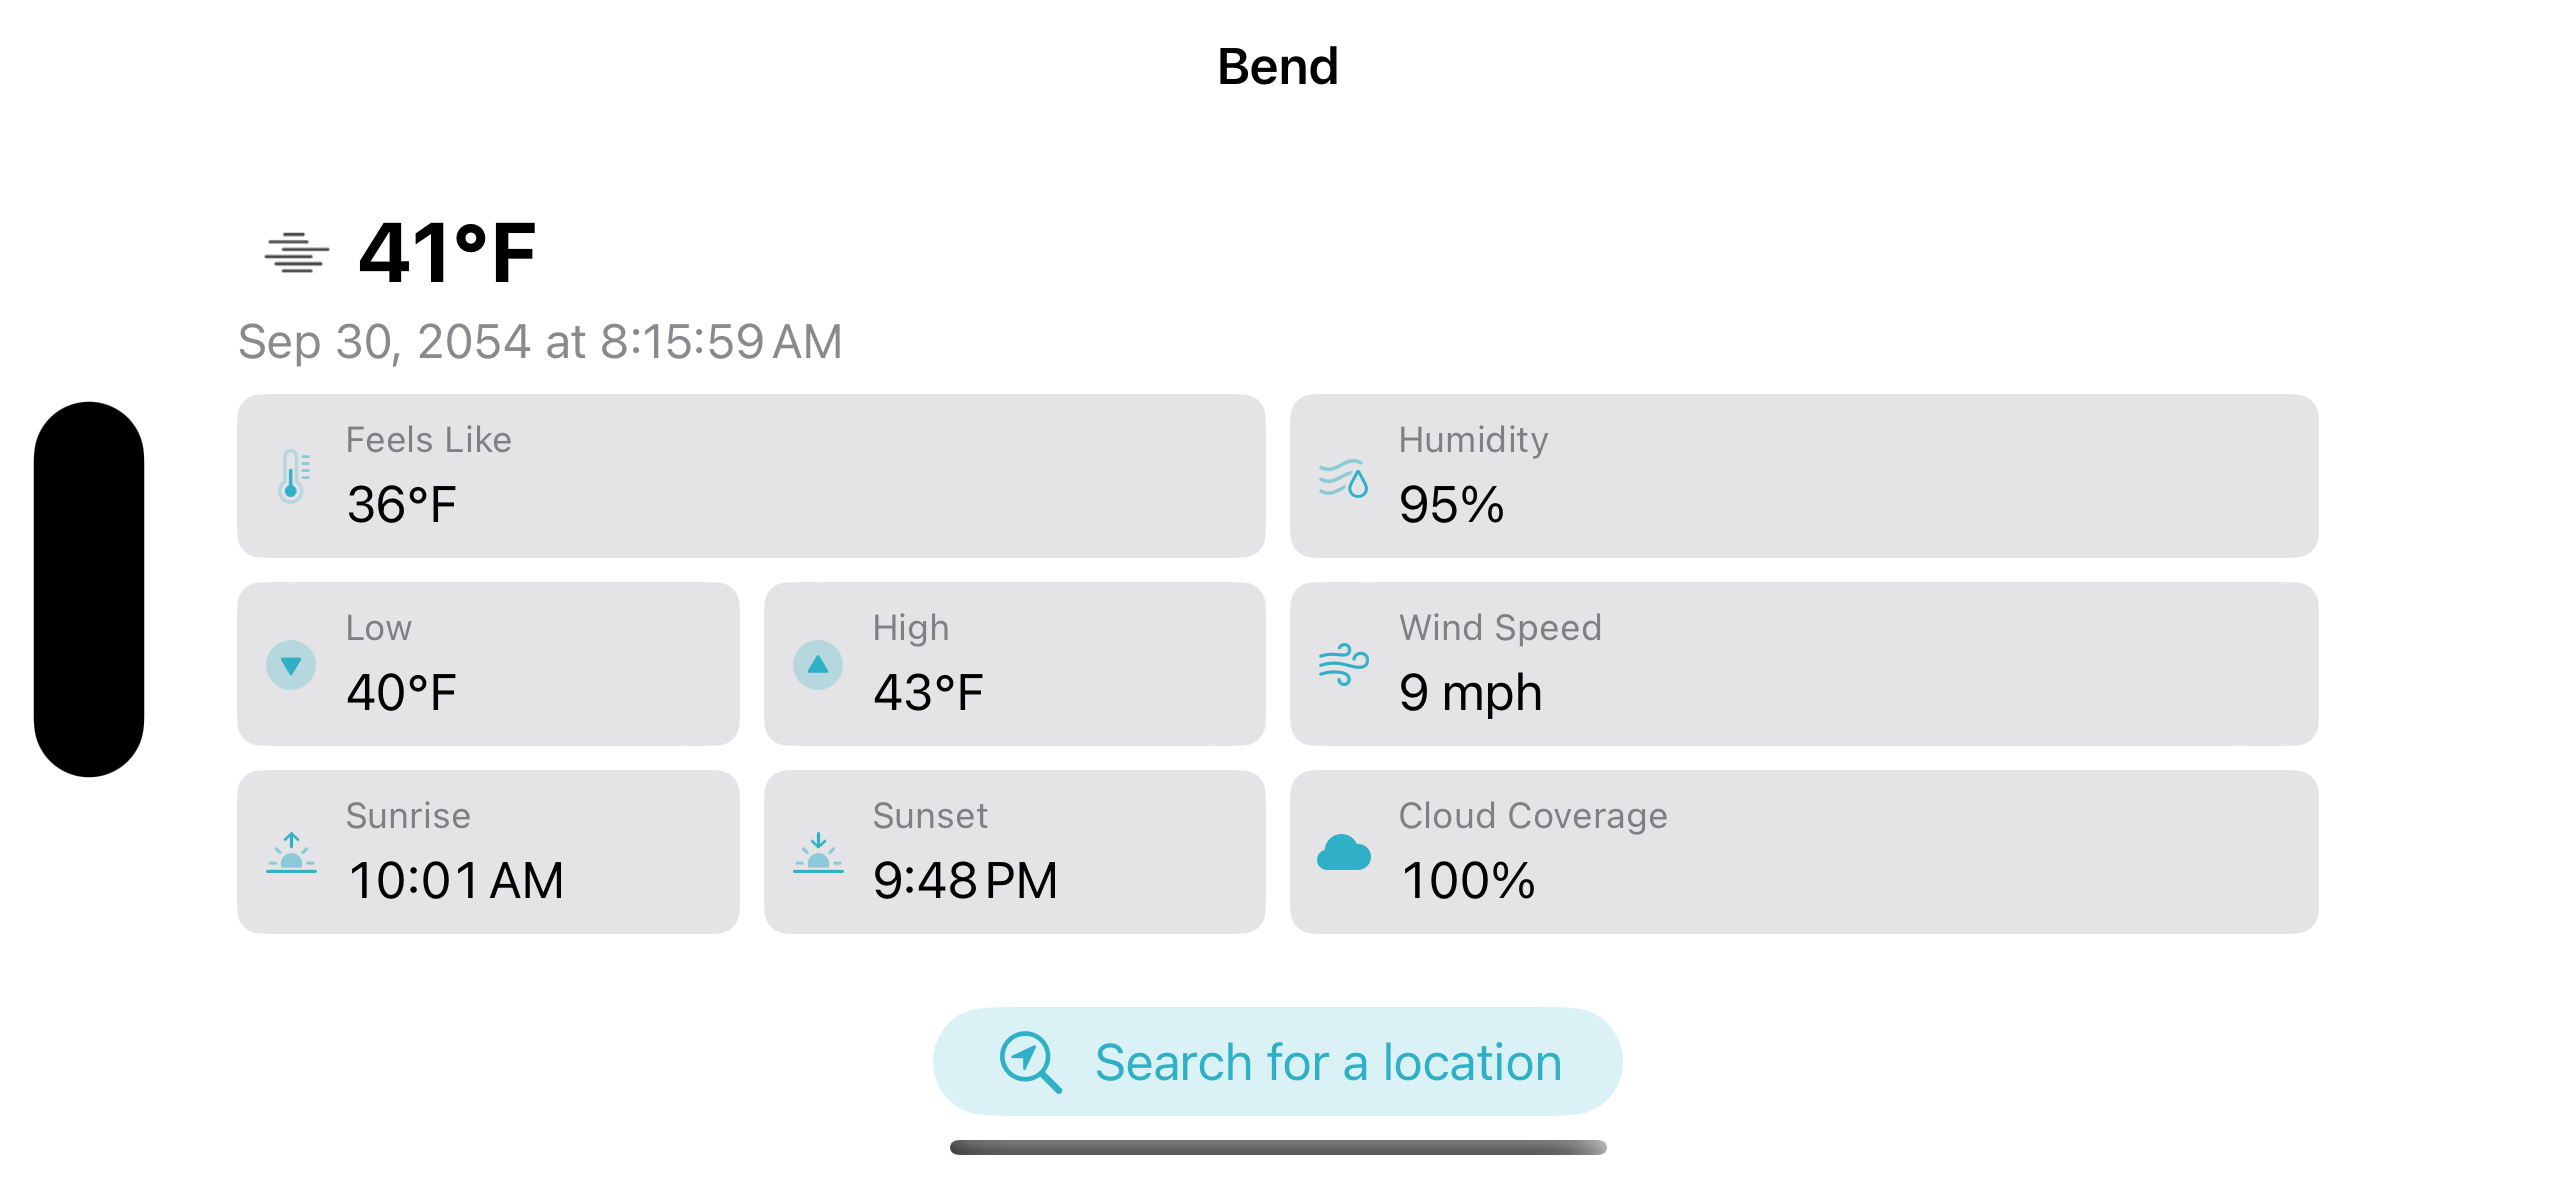 Bend
41°F
Sep 30, 2054 at 8:15:59 AM
Feels Like
36°F
Humidity
95%
Low
40°F
High
43°F
Wind Speed
9 mph
Sunrise
10:01 AM
Sunset
9:48 PM
Cloud Coverage
100%
Search for a location